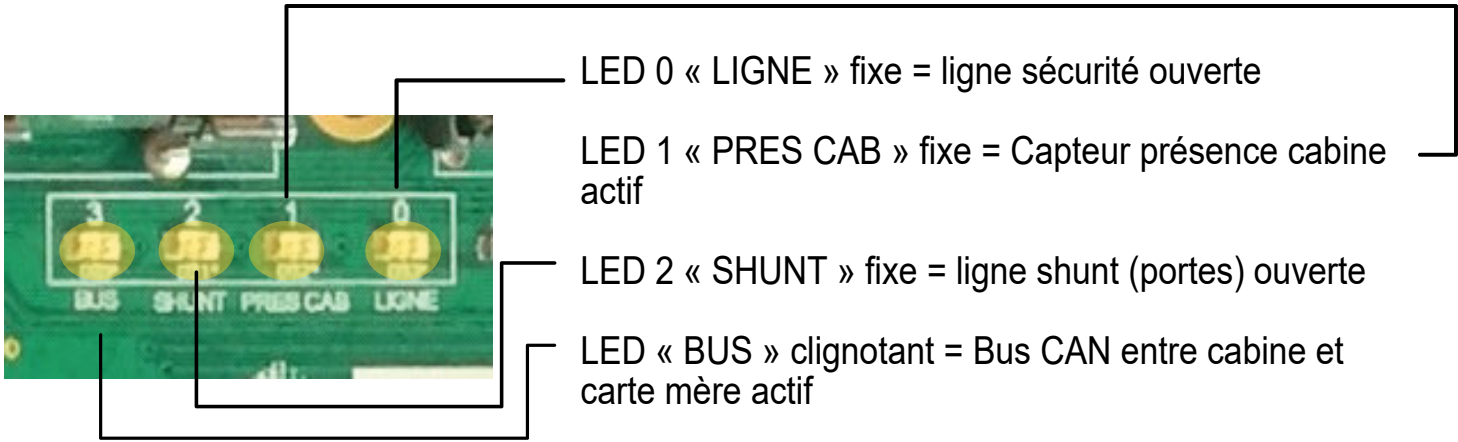 LED 0 « LIGNE » fixe = ligne sécurité ouverte
LED 1 « PRES CAB » fixe = Capteur présence cabine
actif
3 2 1 0
BUS SHUNT PRES CAB LIGNE
LED 2 « SHUNT » fixe = ligne shunt (portes) ouverte
LED « BUS » clignotant = Bus CAN entre cabine et
carte mère actif